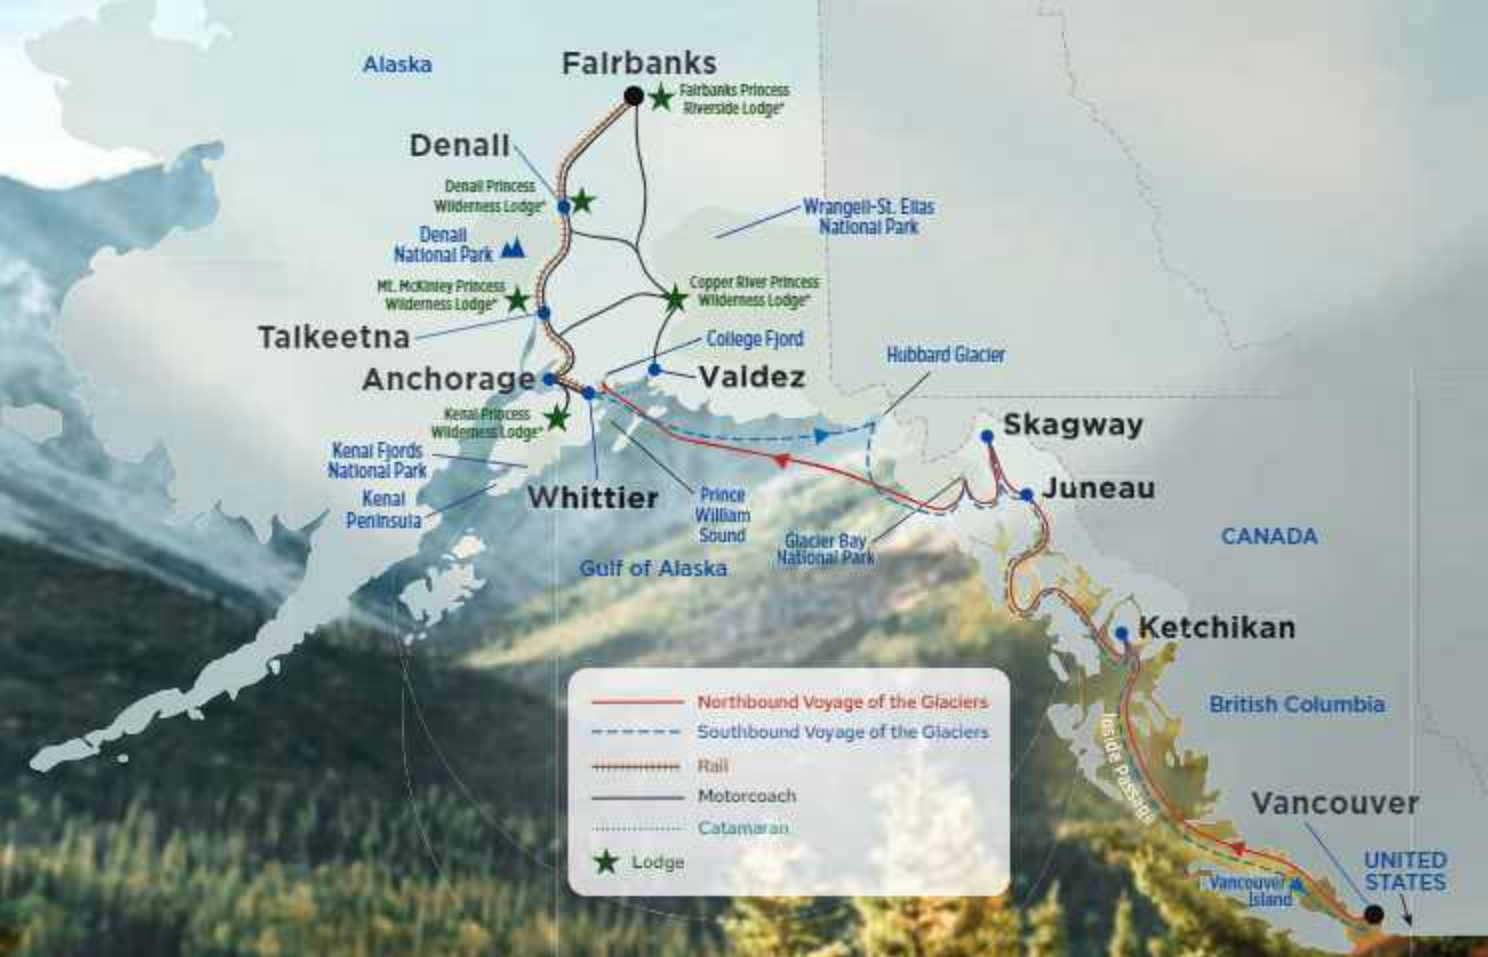 Alaska
Fairbanks
Fairbanks Princess
Riverside Lodge*
Denali
Denali Princess
Wilderness Lodge*
Denali
National Park
Wrangell-St. Elias
National Park
Mt. McKinley Princess
Wilderness Lodge*
Copper River Princess
Wilderness Lodge*
Talkeetna
College Fjord
Hubbard Glacier
Anchorage
Valdez
Kenai Princess
Wilderness Lodge*
Skagway
Kenai Fjords
National Park
Kenai
Peninsula
Whittier
Prince
William
Sound
Juneau
Glacier Bay
National Park
CANADA
Gulf of Alaska
Ketchikan
British Columbia
Inside Passage
Northbound Voyage of the Glaciers
Southbound Voyage of the Glaciers
Rail
Motorcoach
Catamaran
Lodge
Vancouver
UNITED
STATES
Vancouver
Island